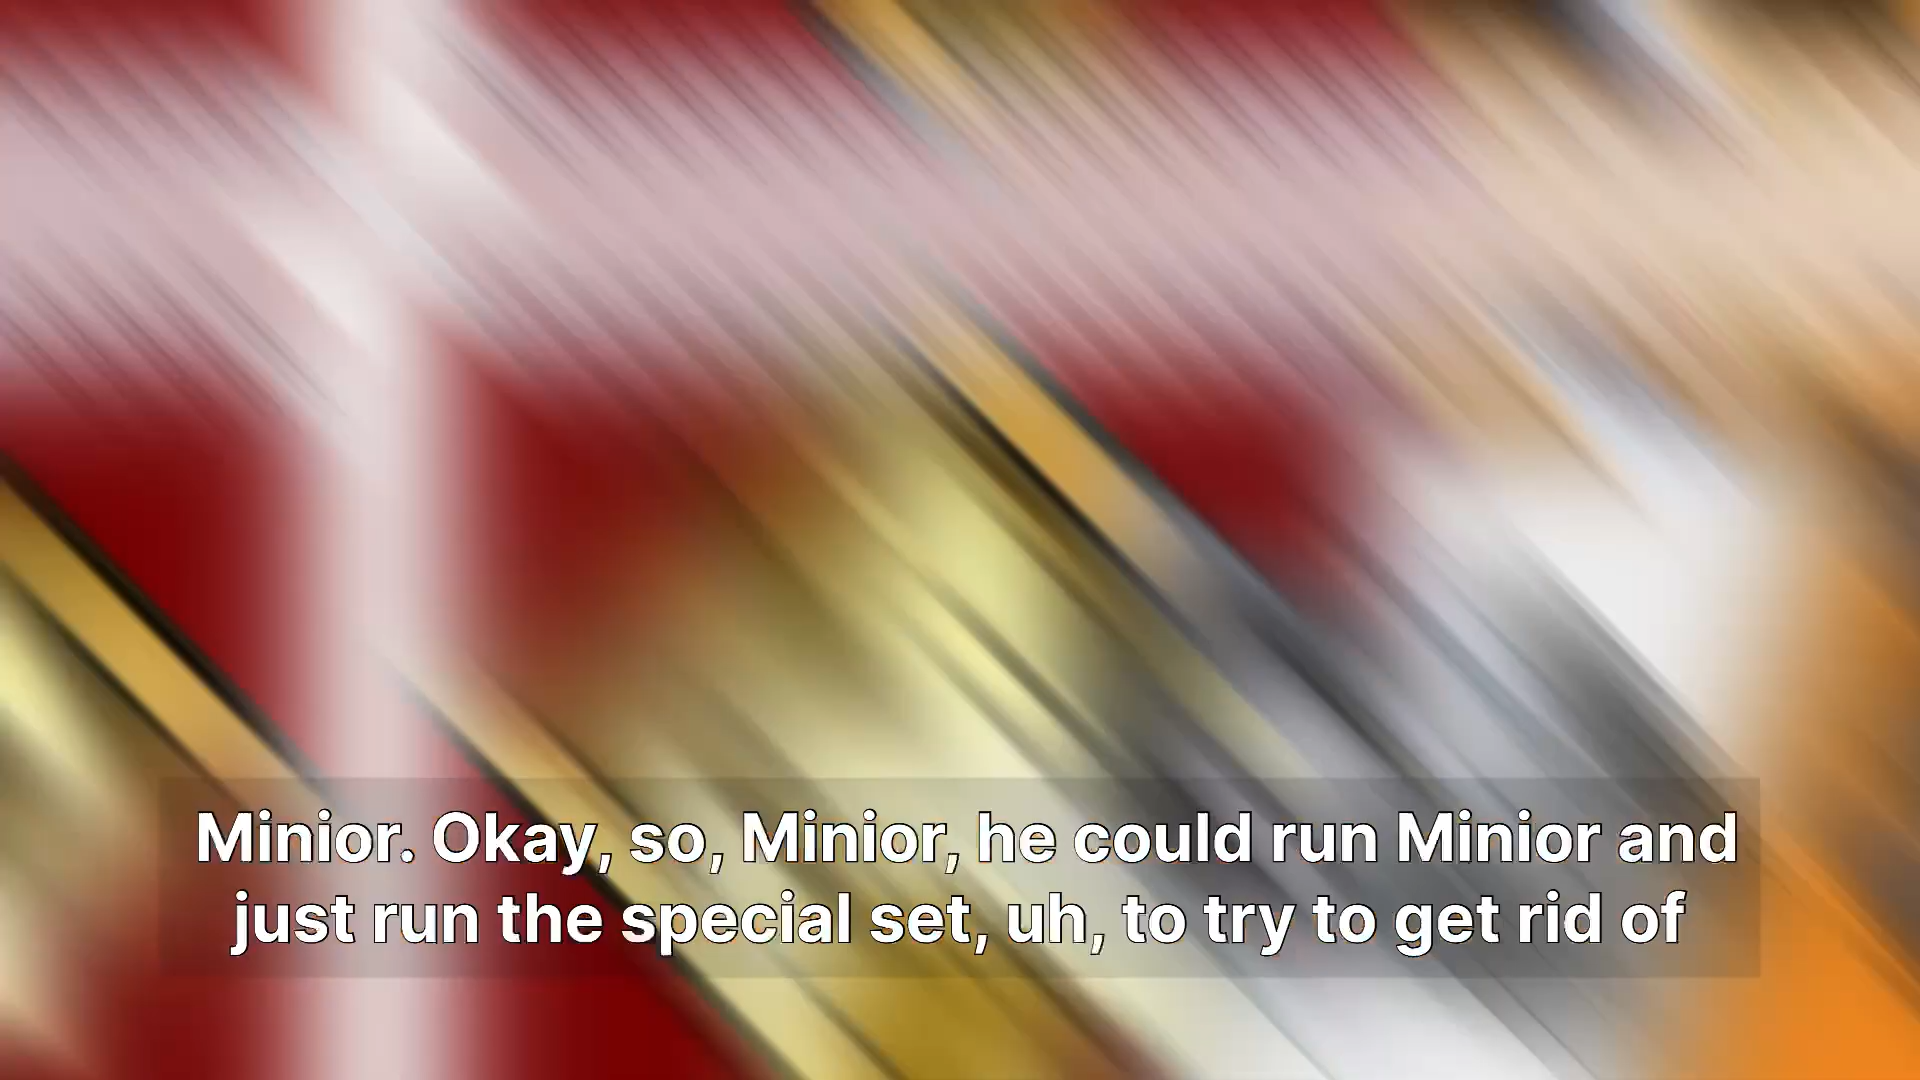 Minior. Okay, so, Minior, he could run Minior and
just run the special set, uh, to try to get rid of